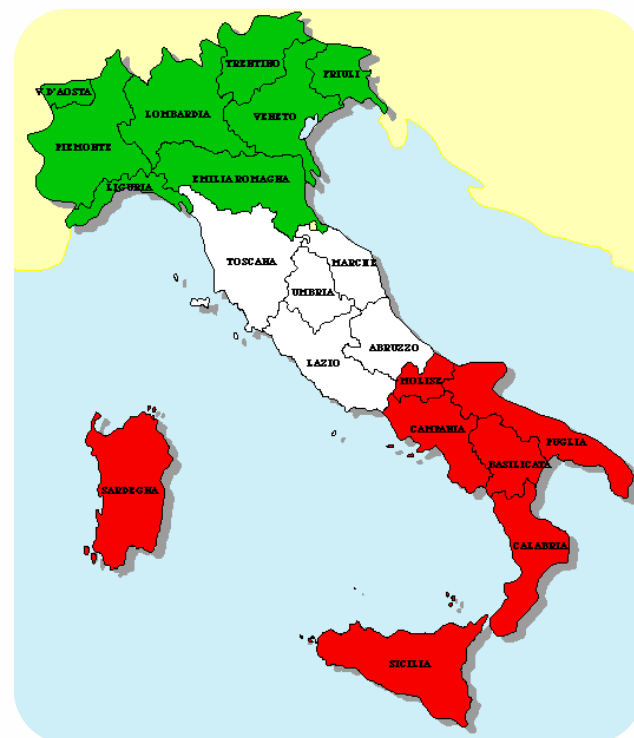 TRENTINO
FRIULI
V.D'AOSTA
LOMBARDIA
VENETO
PIEMONTE
EMILIA ROMAGNA
LIGURIA
TOSCANA
MARCHE
UMBRIA
ABRUZZO
LAZIO
MOLISE
CAMPANIA
PUGLIA
BASILICATA
SARDEGNA
CALABRIA
SICILIA